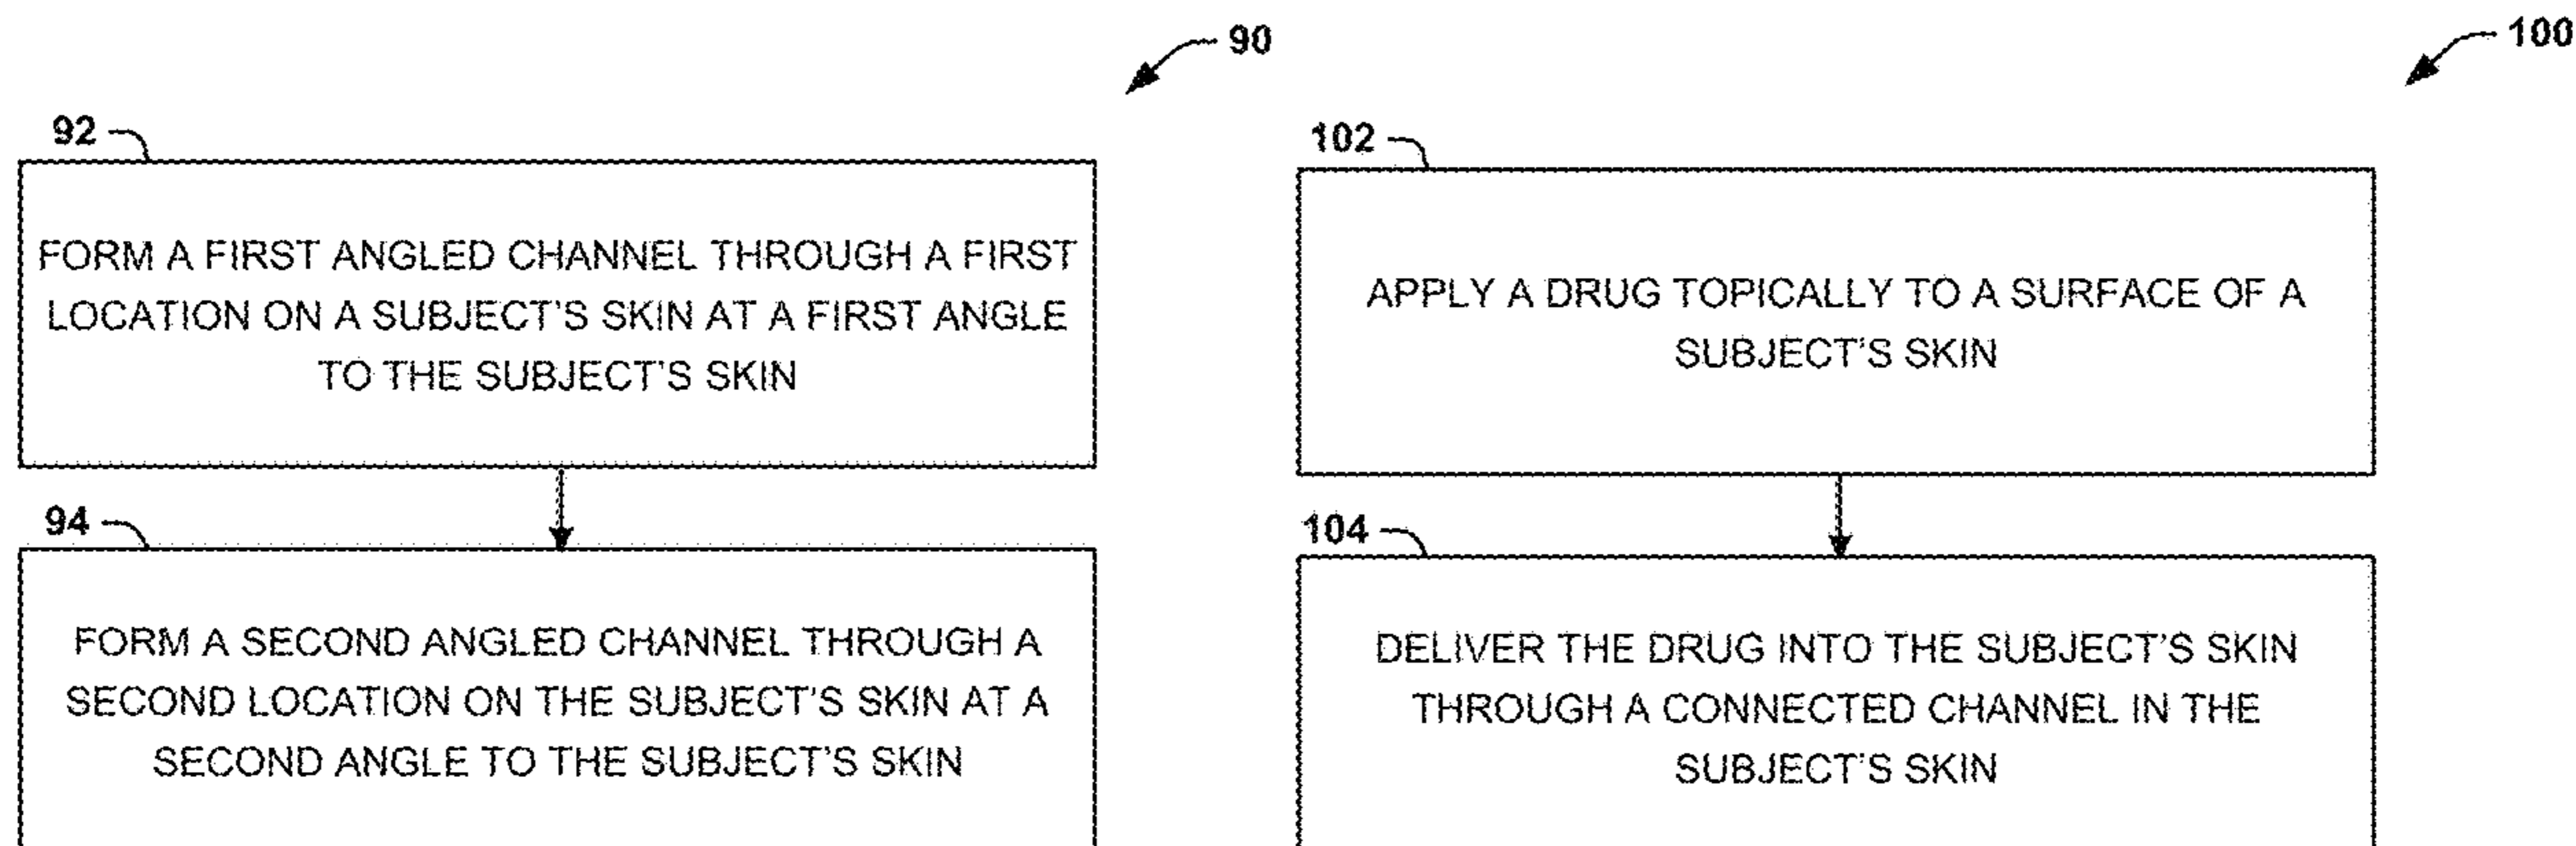 90
92
FORM A FIRST ANGLED CHANNEL THROUGH A FIRST
LOCATION ON A SUBJECT'S SKIN AT A FIRST ANGLE
TO THE SUBJECT'S SKIN
94
FORM A SECOND ANGLED CHANNEL THROUGH A
SECOND LOCATION ON THE SUBJECT'S SKIN AT A
SECOND ANGLE TO THE SUBJECT'S SKIN
100
102
APPLY A DRUG TOPICALLY TO A SURFACE OF A
SUBJECT'S SKIN
104
DELIVER THE DRUG INTO THE SUBJECT'S SKIN
THROUGH A CONNECTED CHANNEL IN THE
SUBJECT'S SKIN